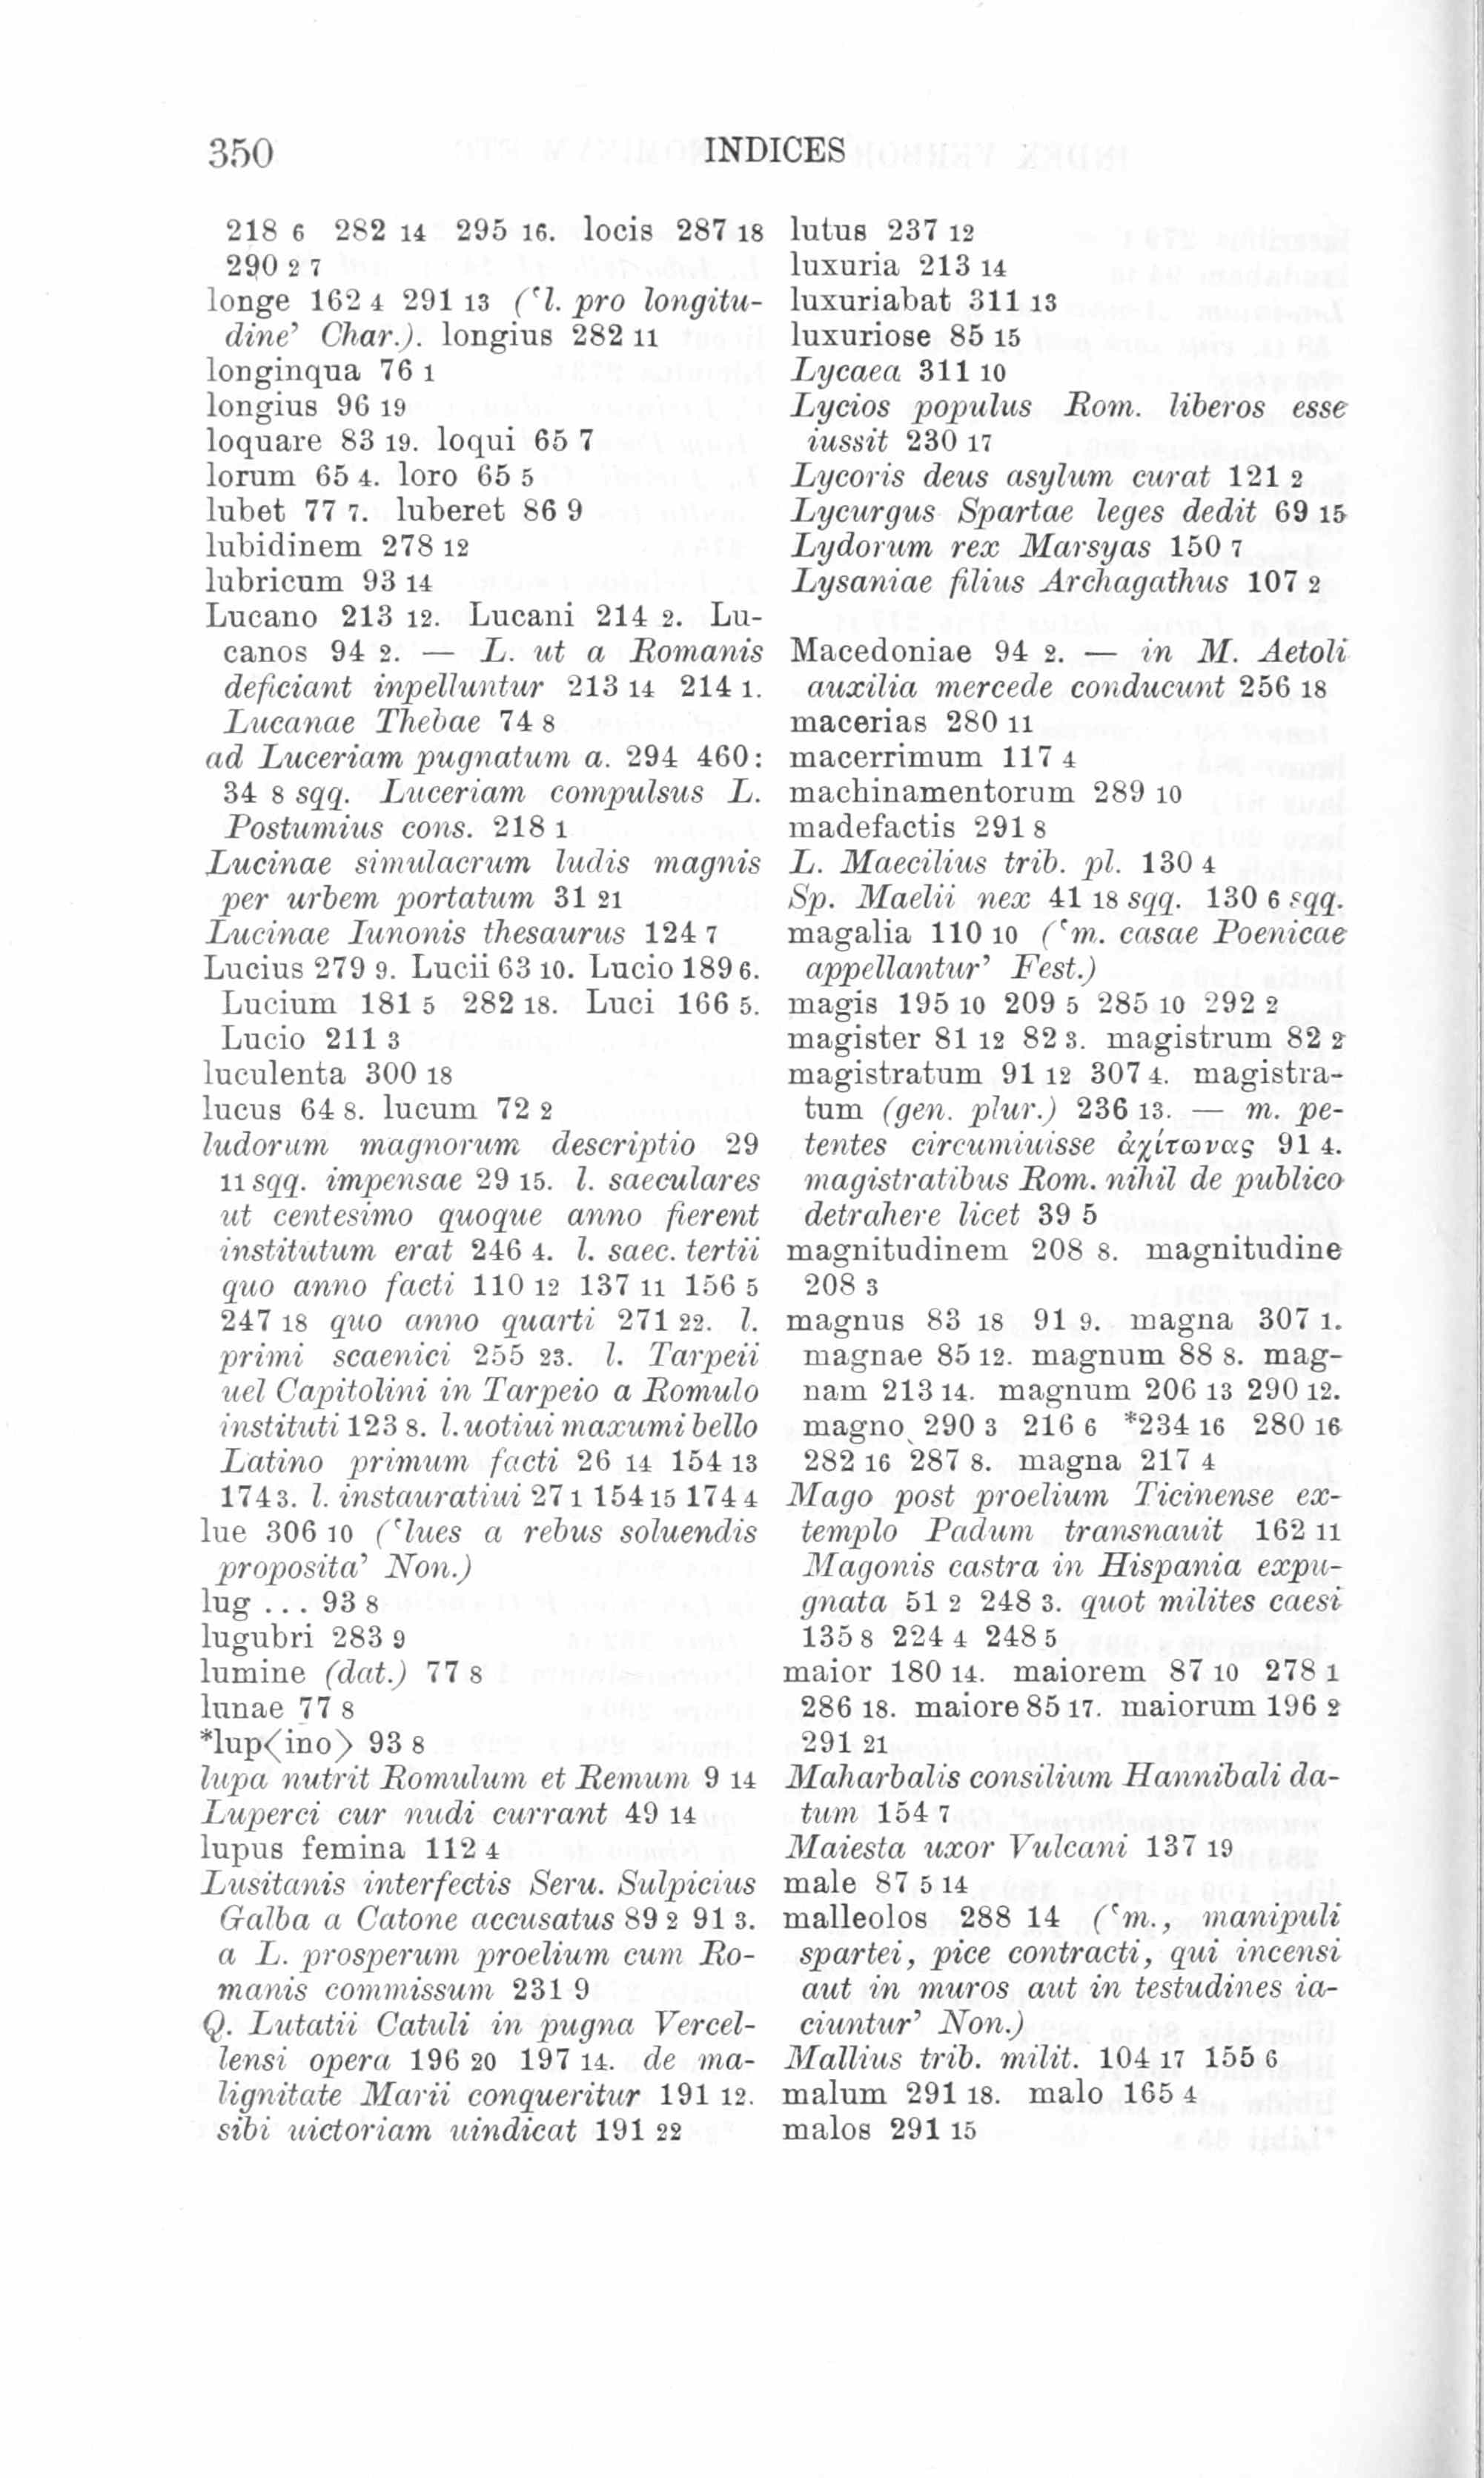 350
INDICES
218 6 282 14 295 16. locis 287 18
290 2 7
longe 162 4 291 13 (‘l. pro longitu-
dine’ Char.). longius 282 11
longinqua 76 1
longius 96 19
loquare 83 19. loqui 65 7
lorum 65 4. loro 65 5
lubet 77 7. luberet 86 9
lubidinem 278 12
lubricum 93 14
Lucano 213 12. Lucani 214 2. Lu-
canos 94 2. — L. ut a Romanis
deficiant inpelluntur 213 14 214 1.
Lucanae Thebae 74 8
ad Luceriam pugnatum a. 294 460:
34 8 sqq. Luceriam compulsus L.
Postumius cons. 218 1
Lucinae simulacrum ludis magnis
per urbem portatum 31 21
Lucinae Iunonis thesaurus 124 7
Lucius 279 9. Lucii 63 10. Lucio 189 6.
Lucium 181 5 282 18. Luci 166 5.
Lucio 211 3
luculenta 300 18
lucus 64 8. lucum 72 2
ludorum magnorum descriptio 29
11 sqq. impensae 29 15. l. saeculares
ut centesimo quoque anno fierent
institutum erat 246 4. l. saec. tertii
quo anno facti 110 12 137 11 156 5
247 18 quo anno quarti 271 22. l.
primi scaenici 255 23. l. Tarpeii
uel Capitolini in Tarpeio a Romulo
instituti 123 8. l. uotiui maxumi bello
Latino primum facti 26 14 154 13
174 3. l. instauratiui 27 1 154 15 174 4
lue 306 10 (‘lues a rebus soluendis
proposita’ Non.)
lug ... 93 8
lugubri 283 9
lumine (dat.) 77 8
lunae 77 8
*lup<ino> 93 8
lupa nutrit Romulum et Remum 9 14
Luperci cur nudi currant 49 14
lupus femina 112 4
Lusitanis interfectis Seru. Sulpicius
Galba a Catone accusatus 89 2 91 3.
a L. prosperum proelium cum Ro-
manis commissum 231 9
Q. Lutatii Catuli in pugna Vercel-
lensi opera 196 20 197 14. de ma-
lignitate Marii conqueritur 191 12.
sibi uictoriam uindicat 191 22
lutus 237 12
luxuria 213 14
luxuriabat 311 13
luxuriose 85 15
Lycaea 311 10
Lycios populus Rom. liberos esse
iussit 230 17
Lycoris deus asylum curat 121 2
Lycurgus Spartae leges dedit 69 15
Lydorum rex Marsyas 150 7
Lysaniae filius Archagathus 107 2
Macedoniae 94 2. — in M. Aetoli
auxilia mercede conducunt 256 18
macerias 280 11
macerrimum 117 4
machinamentorum 289 10
madefactis 291 8
L. Maecilius trib. pl. 130 4
Sp. Maelii nex 41 18 sqq. 130 6 sqq.
magalia 110 10 (‘m. casae Poenicae
appellantur’ Fest.)
magis 195 10 209 5 285 10 292 2
magister 81 12 82 3. magistrum 82 2
magistratum 91 12 307 4. magistra-
tum (gen. plur.) 236 13. — m. pe-
tentes circumiuisse ἀχίτωνας 91 4.
magistratibus Rom. nihil de publico
detrahere licet 39 5
magnitudinem 208 8. magnitudine
208 3
magnus 83 18 91 9. magna 307 1.
magnae 85 12. magnum 88 8. mag-
nam 213 14. magnum 206 13 290 12.
magno 290 3 216 6 *234 16 280 16
282 16 287 8. magna 217 4
Mago post proelium Ticinense ex-
templo Padum transnauit 162 11
Magonis castra in Hispania expu-
gnata 51 2 248 3. quot milites caesi
135 8 224 4 248 5
maior 180 14. maiorem 87 10 278 1
286 18. maiore 85 17. maiorum 196 2
291 21
Maharbalis consilium Hannibali da-
tum 154 7
Maiesta uxor Vulcani 137 19
male 87 5 14
malleolos 288 14 (‘m., manipuli
spartei, pice contracti, qui incensi
aut in muros aut in testudines ia-
ciuntur’ Non.)
Mallius trib. milit. 104 17 155 6
malum 291 18. malo 165 4
malos 291 15